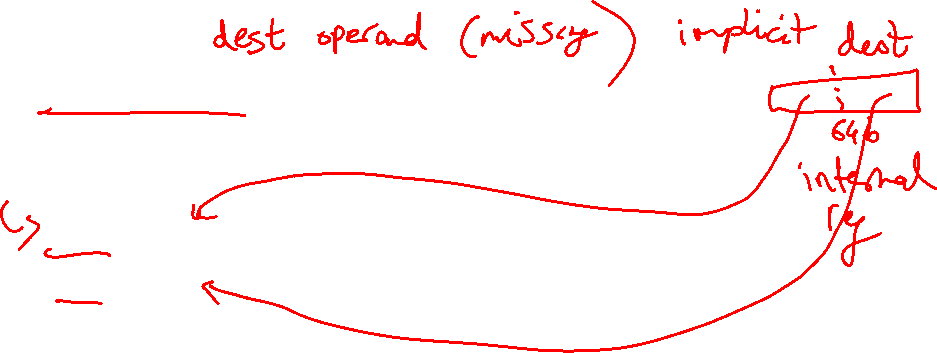 dest operand (missing) implicit dest
64b
internal
reg